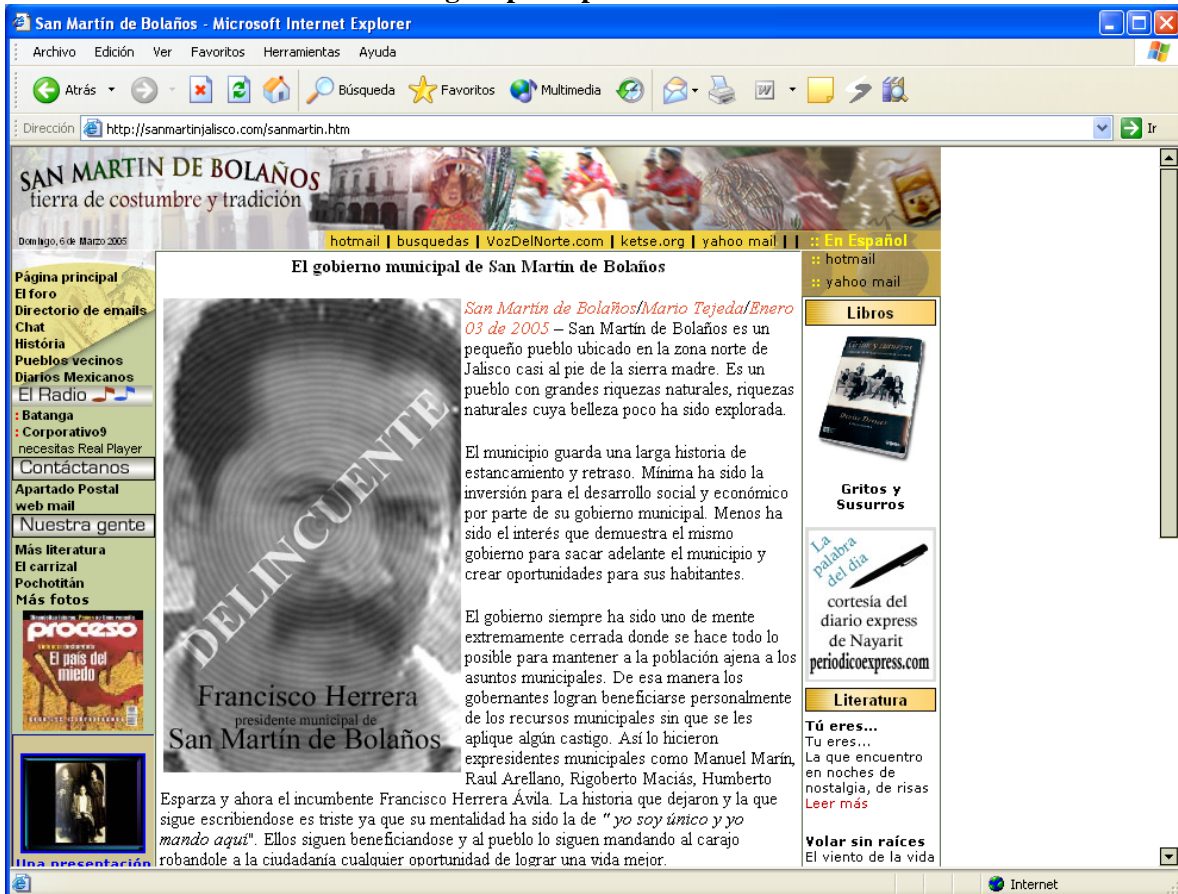 San Martín de Bolaños - Microsoft Internet Explorer
Archivo Edición Ver Favoritos Herramientas Ayuda
Atrás Búsqueda Favoritos Multimedia
Dirección http://sanmartinjalisco.com/sanmartin.htm Ir
SAN MARTIN DE BOLAÑOS
tierra de costumbre y tradición
Domingo, 6 de Marzo 2005
hotmail | busquedas | VozDelNorte.com | ketse.org | yahoo mail | |
:: En Español
:: hotmail
:: yahoo mail
Página principal
El foro
Directorio de emails
Chat
História
Pueblos vecinos
Diarios Mexicanos
El Radio
: Batanga
: Corporativo9
necesitas Real Player
Contáctanos
Apartado Postal
web mail
Nuestra gente
Más literatura
El carrizal
Pochotitán
Más fotos
proceso
El país del
miedo
Una presentación
El gobierno municipal de San Martín de Bolaños
DELINCUENTE
Francisco Herrera
presidente municipal de
San Martín de Bolaños
San Martín de Bolaños/Mario Tejeda/Enero
03 de 2005 – San Martín de Bolaños es un
pequeño pueblo ubicado en la zona norte de
Jalisco casi al pie de la sierra madre. Es un
pueblo con grandes riquezas naturales, riquezas
naturales cuya belleza poco ha sido explorada.
El municipio guarda una larga historia de
estancamiento y retraso. Mínima ha sido la
inversión para el desarrollo social y económico
por parte de su gobierno municipal. Menos ha
sido el interés que demuestra el mismo
gobierno para sacar adelante el municipio y
crear oportunidades para sus habitantes.
El gobierno siempre ha sido uno de mente
extremamente cerrada donde se hace todo lo
posible para mantener a la población ajena a los
asuntos municipales. De esa manera los
gobernantes logran beneficiarse personalmente
de los recursos municipales sin que se les
aplique algún castigo. Así lo hicieron
expresidentes municipales como Manuel Marín,
Raul Arellano, Rigoberto Maciás, Humberto
Esparza y ahora el incumbente Francisco Herrera Ávila. La historia que dejaron y la que
sigue escribiendose es triste ya que su mentalidad ha sido la de " yo soy único y yo
mando aquí". Ellos siguen beneficiandose y al pueblo lo siguen mandando al carajo
robandole a la ciudadanía cualquier oportunidad de lograr una vida mejor.
Libros
Gritos y
Susurros
La
palabra
del dia
cortesía del
diario express
de Nayarit
periodicoexpress.com
Literatura
Tú eres...
Tu eres...
La que encuentro
en noches de
nostalgia, de risas
Leer más
Volar sin raíces
El viento de la vida
Internet